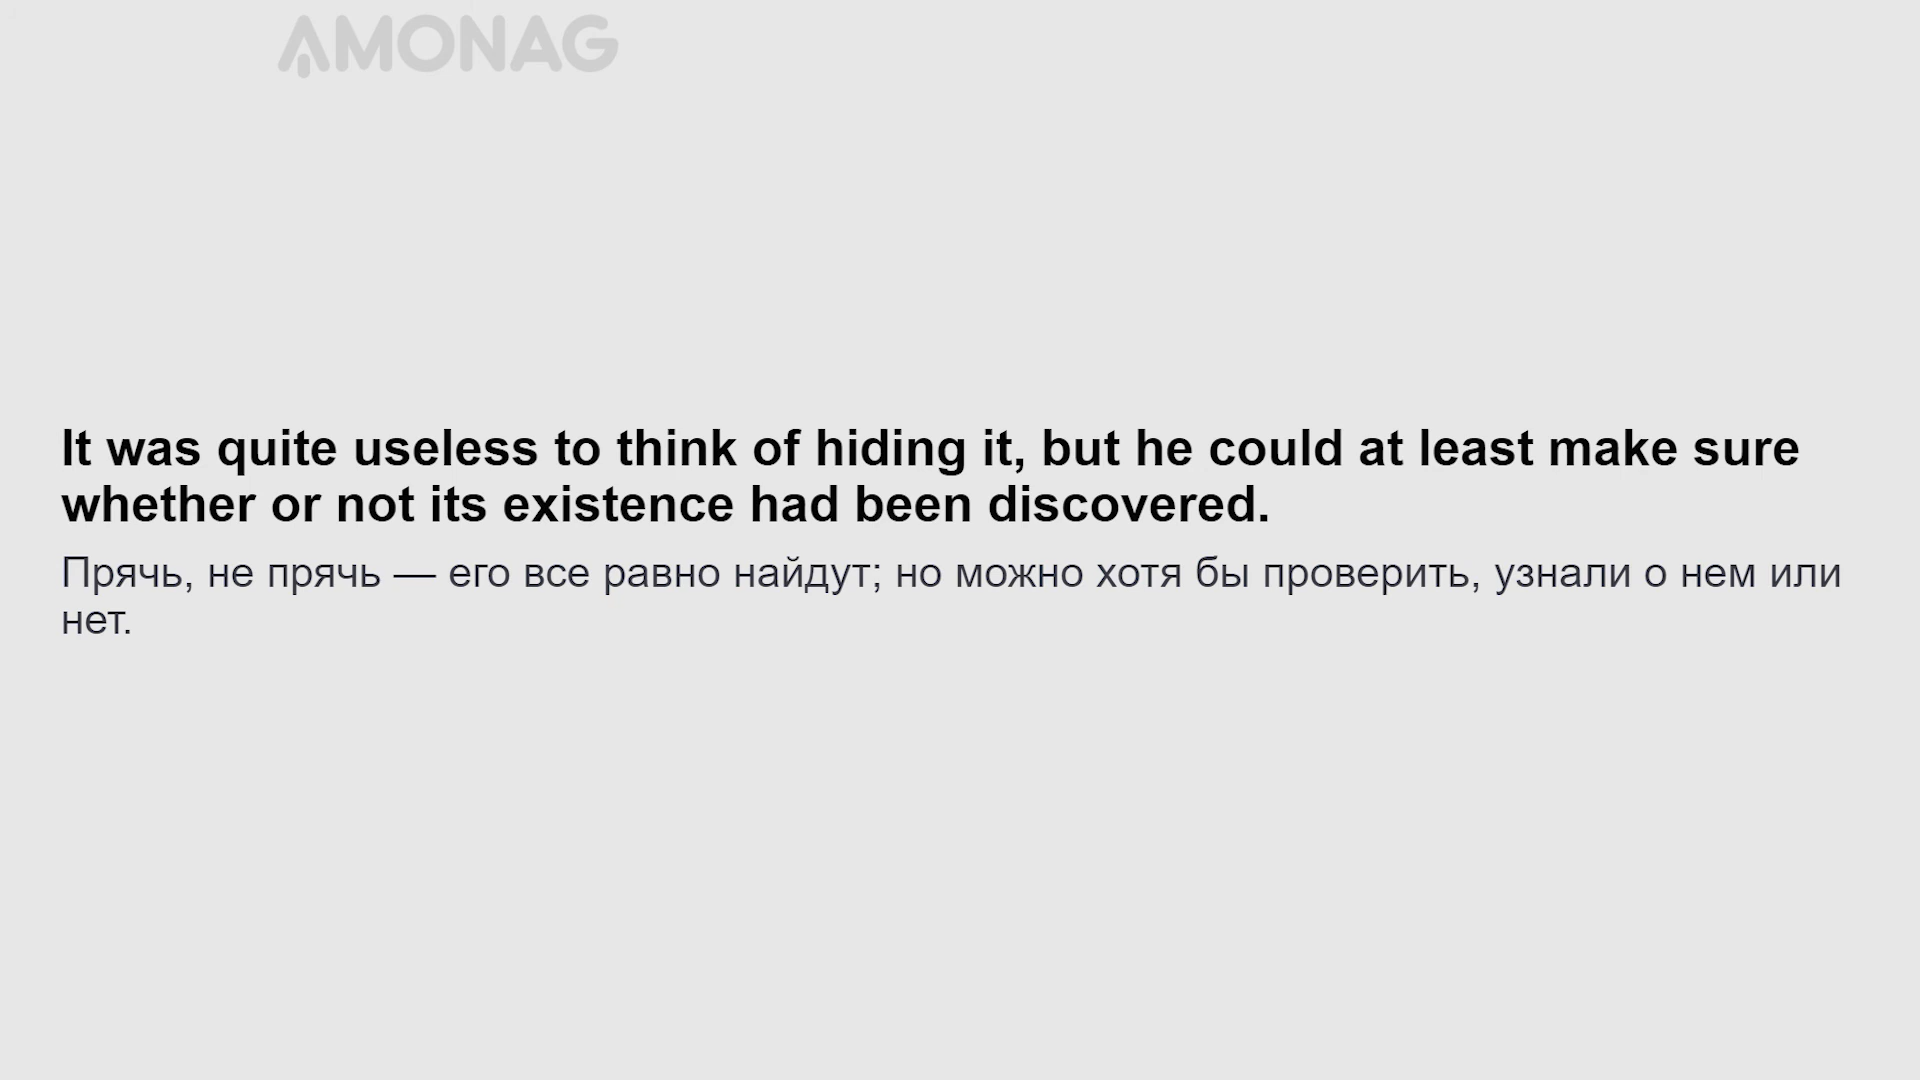 AMONAG
It was quite useless to think of hiding it, but he could at least make sure
whether or not its existence had been discovered.
Прячь, не прячь — его все равно найдут; но можно хотя бы проверить, узнали о нем или
нет.